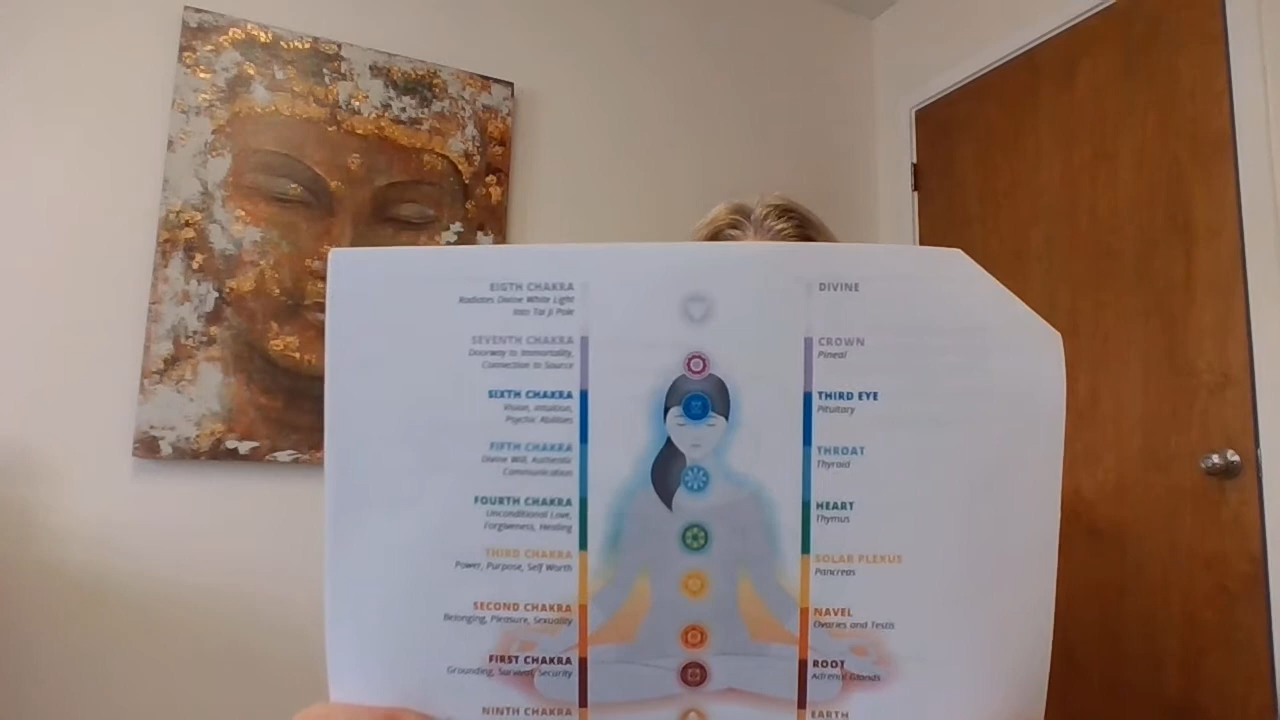 EIGTH CHAKRA
Radiates Divine White Light
Into Tai Ji Pole
DIVINE
SEVENTH CHAKRA
Doorway to Immortality,
Connection to Source
CROWN
Pineal
SIXTH CHAKRA
Vision, Intuition,
Psychic Abilities
THIRD EYE
Pituitary
FIFTH CHAKRA
Divine Will, Authentic
Communication
THROAT
Thyroid
FOURTH CHAKRA
Unconditional Love,
Forgiveness, Healing
HEART
Thymus
THIRD CHAKRA
Power, Purpose, Self Worth
SOLAR PLEXUS
Pancreas
SECOND CHAKRA
Belonging, Pleasure, Sexuality
NAVEL
Ovaries and Testis
FIRST CHAKRA
Grounding, Survival, Security
ROOT
Adrenal Glands
NINTH CHAKRA
EARTH